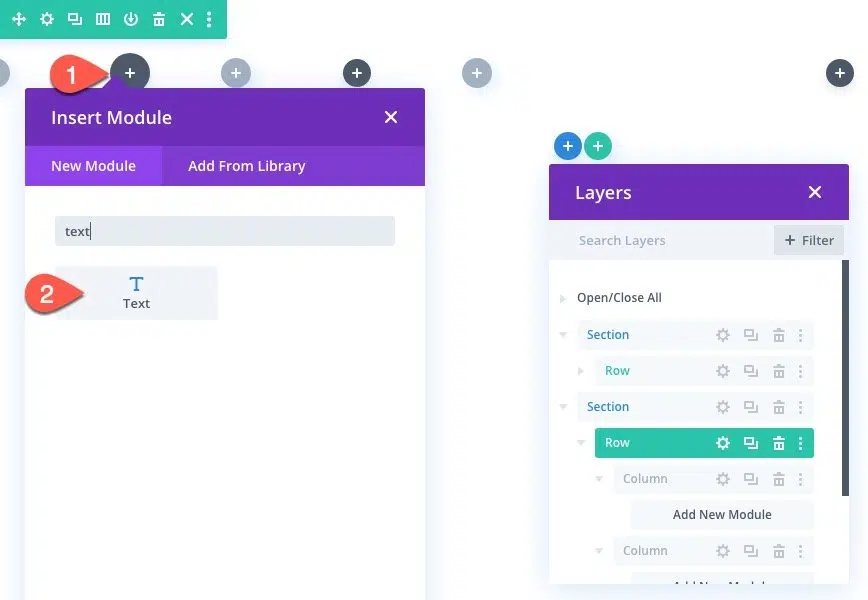 1
Insert Module
New Module
Add From Library
text
2
Text
Layers
Search Layers
+ Filter
Open/Close All
Section
Row
Section
Row
Column
Add New Module
Column